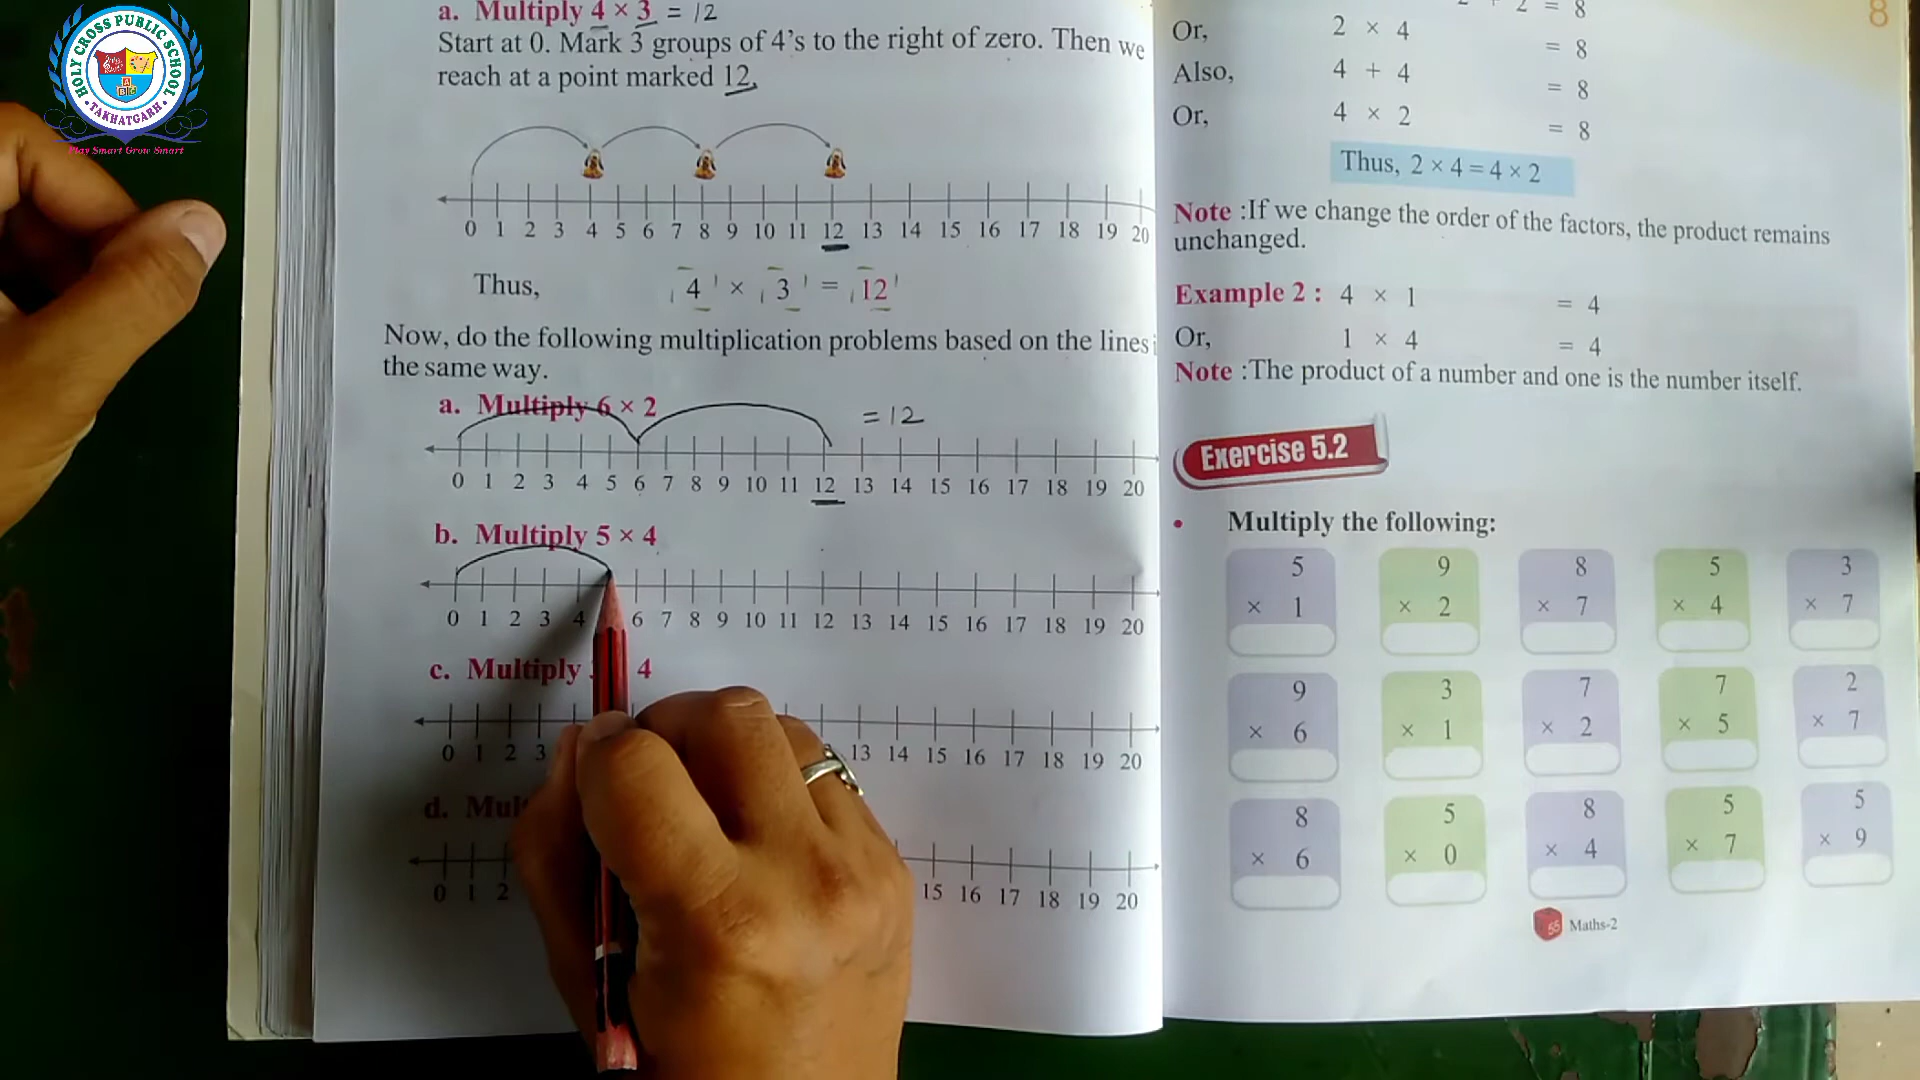 HOLY CROSS PUBLIC SCHOOL
TAKHATGARH
Play Smart Grow Smart
a. Multiply 4 × 3 = 12
Start at 0. Mark 3 groups of 4's to the right of zero. Then we
reach at a point marked 12.
0 1 2 3 4 5 6 7 8 9 10 11 12 13 14 15 16 17 18 19 20
Thus, 4 × 3 = 12
Now, do the following multiplication problems based on the lines
the same way.
a. Multiply 6 × 2 = 12
0 1 2 3 4 5 6 7 8 9 10 11 12 13 14 15 16 17 18 19 20
b. Multiply 5 × 4
0 1 2 3 4 6 7 8 9 10 11 12 13 14 15 16 17 18 19 20
c. Multiply 4
0 1 2 3 13 14 15 16 17 18 19 20
d.
0 1 2 15 16 17 18 19 20
2 = 8
Or, 2 × 4 = 8
Also, 4 + 4 = 8
Or, 4 × 2 = 8
Thus, 2 × 4 = 4 × 2
Note :If we change the order of the factors, the product remains
unchanged.
Example 2 : 4 × 1 = 4
Or, 1 × 4 = 4
Note :The product of a number and one is the number itself.
Exercise 5.2
• Multiply the following:
5 9 8 5 3
× 1 × 2 × 7 × 4 × 7
9 3 7 7 2
× 6 × 1 × 2 × 5 × 7
8 5 8 5 5
× 6 × 0 × 4 × 7 × 9
55 Maths-2